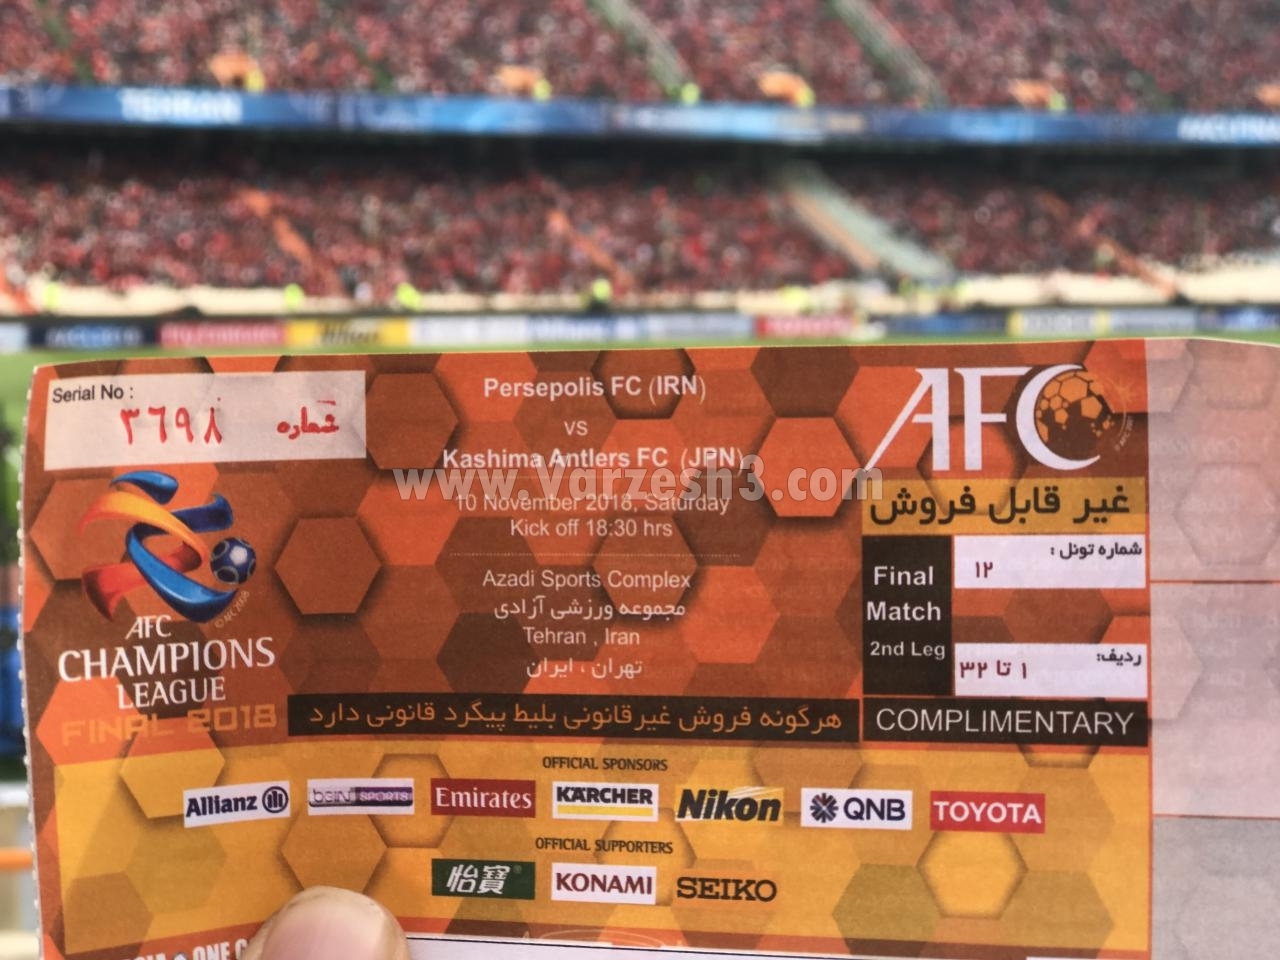 TEHRAN
Serial No :
شماره ۳۶۹۸
Persepolis FC (IRN)
vs
Kashima Antlers FC (JPN)
www.Varzesh3.com
10 November 2018, Saturday
Kick off 18:30 hrs
Azadi Sports Complex
مجموعه ورزشی آزادی
Tehran , Iran
تهران ، ایران
AFC
غیر قابل فروش
شماره تونل :
۱۲
Final
Match
2nd Leg
ردیف:
۱ تا ۳۲
COMPLIMENTARY
AFC
CHAMPIONS
LEAGUE
FINAL 2018
هرگونه فروش غیرقانونی بلیط پیگرد قانونی دارد
OFFICIAL SPONSORS
Allianz
beIN SPORTS
Emirates
KÄRCHER
Nikon
QNB
TOYOTA
OFFICIAL SUPPORTERS
怡寶
KONAMI
SEIKO